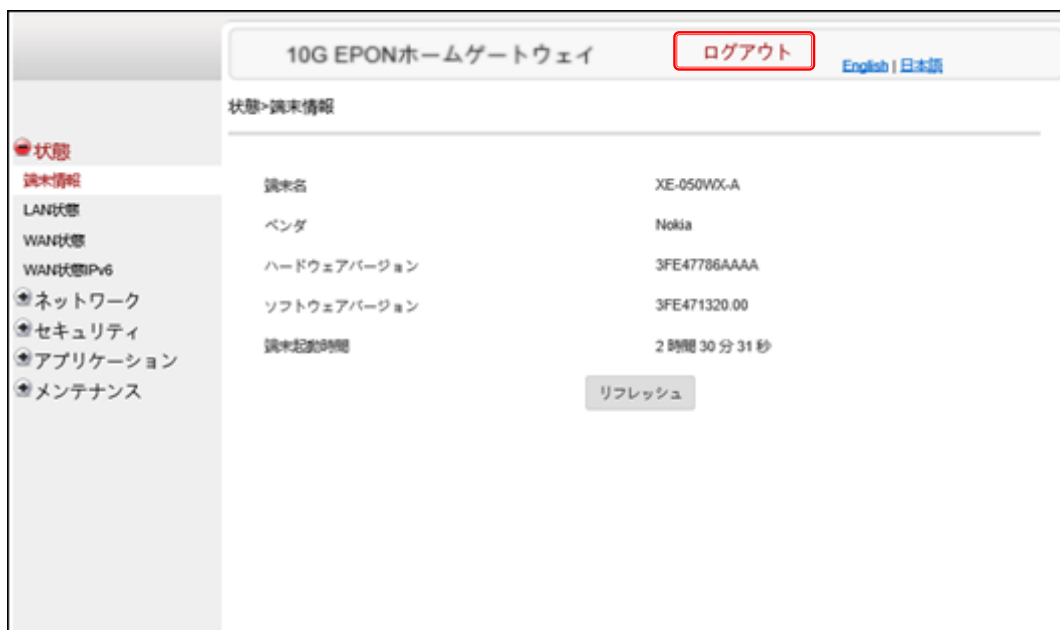 10G EPONホームゲートウェイ
ログアウト
English | 日本語
状態>端末情報
状態
端末情報
LAN状態
WAN状態
WAN状態IPv6
ネットワーク
セキュリティ
アプリケーション
メンテナンス
端末名 XE-050WX-A
ベンダ Nokia
ハードウェアバージョン 3FE47786AAAA
ソフトウェアバージョン 3FE471320.00
端末起動時間 2 時間 30 分 31 秒
リフレッシュ